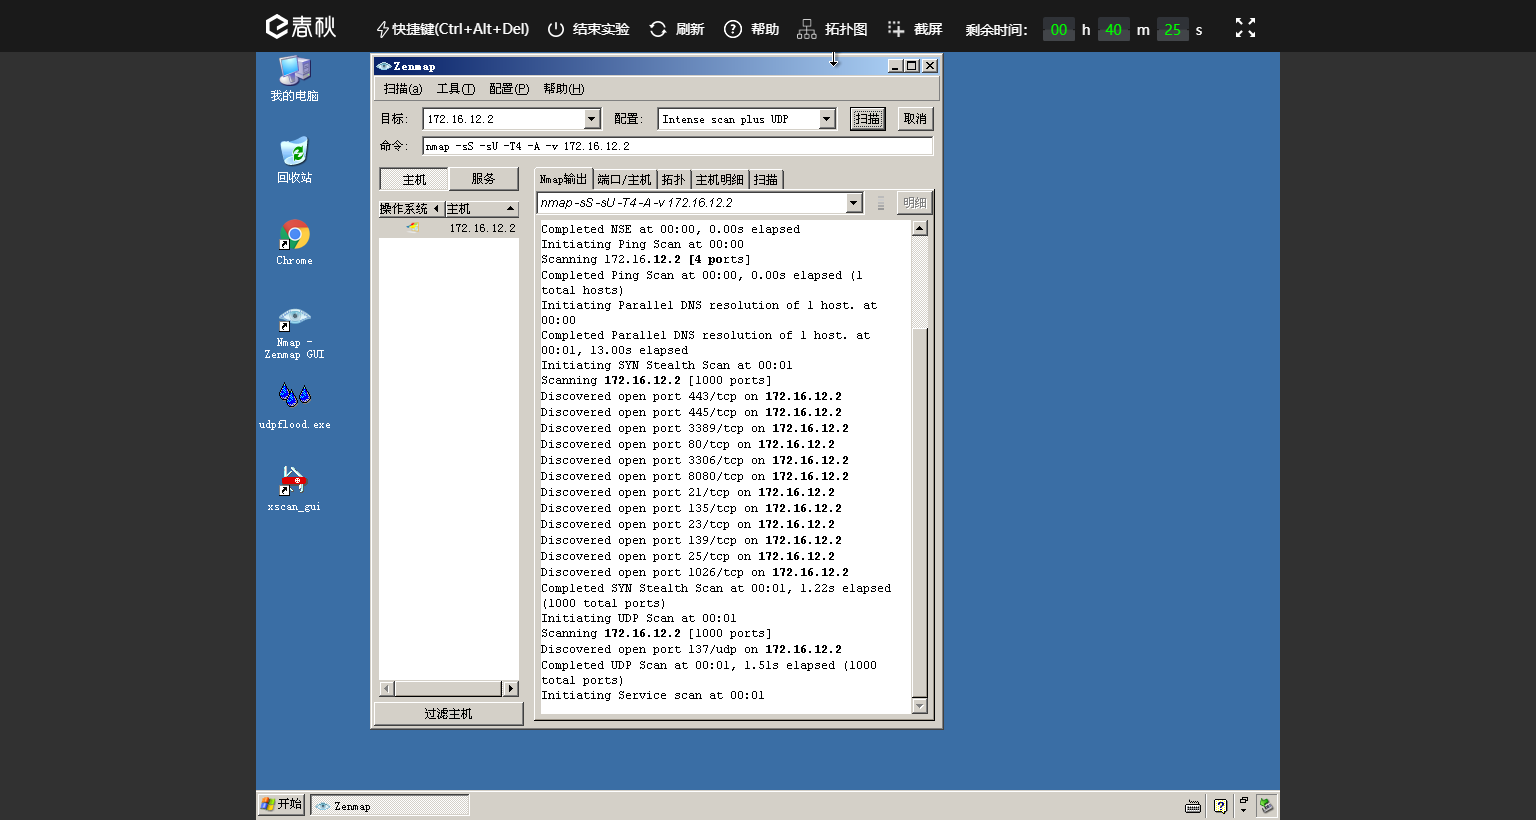 e春秋 快捷键(Ctrl+Alt+Del) 结束实验 刷新 帮助 拓扑图 截屏 剩余时间: 00 h 40 m 25 s
我的电脑
回收站
Chrome
Nmap -
Zenmap GUI
udpflood.exe
xscan_gui
Zenmap
扫描(a) 工具(T) 配置(P) 帮助(H)
目标: 172.16.12.2 配置: Intense scan plus UDP 扫描 取消
命令: nmap -sS -sU -T4 -A -v 172.16.12.2
主机 服务
操作系统 主机
172.16.12.2
过滤主机
Nmap输出 端口/主机 拓扑 主机明细 扫描
nmap -sS -sU -T4 -A -v 172.16.12.2 明细
Completed NSE at 00:00, 0.00s elapsed
Initiating Ping Scan at 00:00
Scanning 172.16.12.2 [4 ports]
Completed Ping Scan at 00:00, 0.00s elapsed (1
total hosts)
Initiating Parallel DNS resolution of 1 host. at
00:00
Completed Parallel DNS resolution of 1 host. at
00:01, 13.00s elapsed
Initiating SYN Stealth Scan at 00:01
Scanning 172.16.12.2 [1000 ports]
Discovered open port 443/tcp on 172.16.12.2
Discovered open port 445/tcp on 172.16.12.2
Discovered open port 3389/tcp on 172.16.12.2
Discovered open port 80/tcp on 172.16.12.2
Discovered open port 3306/tcp on 172.16.12.2
Discovered open port 8080/tcp on 172.16.12.2
Discovered open port 21/tcp on 172.16.12.2
Discovered open port 135/tcp on 172.16.12.2
Discovered open port 23/tcp on 172.16.12.2
Discovered open port 139/tcp on 172.16.12.2
Discovered open port 25/tcp on 172.16.12.2
Discovered open port 1026/tcp on 172.16.12.2
Completed SYN Stealth Scan at 00:01, 1.22s elapsed
(1000 total ports)
Initiating UDP Scan at 00:01
Scanning 172.16.12.2 [1000 ports]
Discovered open port 137/udp on 172.16.12.2
Completed UDP Scan at 00:01, 1.51s elapsed (1000
total ports)
Initiating Service scan at 00:01
开始 Zenmap